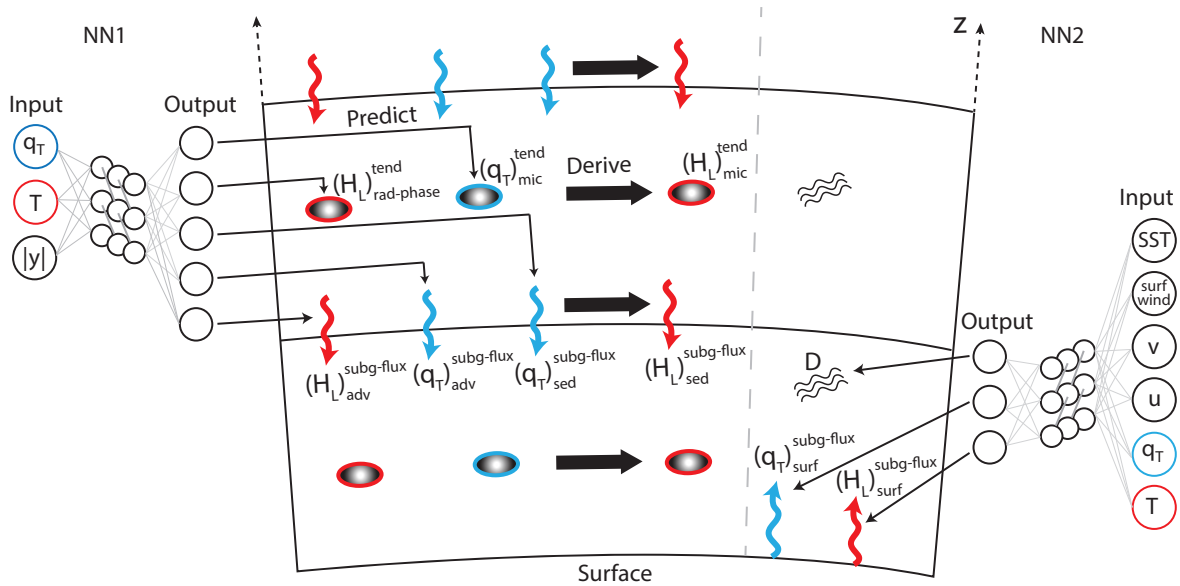 NN1
Z
NN2
Input
Output
q_T
T
|y|
Predict
(H_L)^tend_rad-phase
(q_T)^tend_mic
Derive
(H_L)^tend_mic
(H_L)^subg-flux_adv
(q_T)^subg-flux_adv
(q_T)^subg-flux_sed
(H_L)^subg-flux_sed
D
(q_T)^subg-flux_surf
(H_L)^subg-flux_surf
Surface
Output
Input
SST
surf
wind
v
u
q_T
T